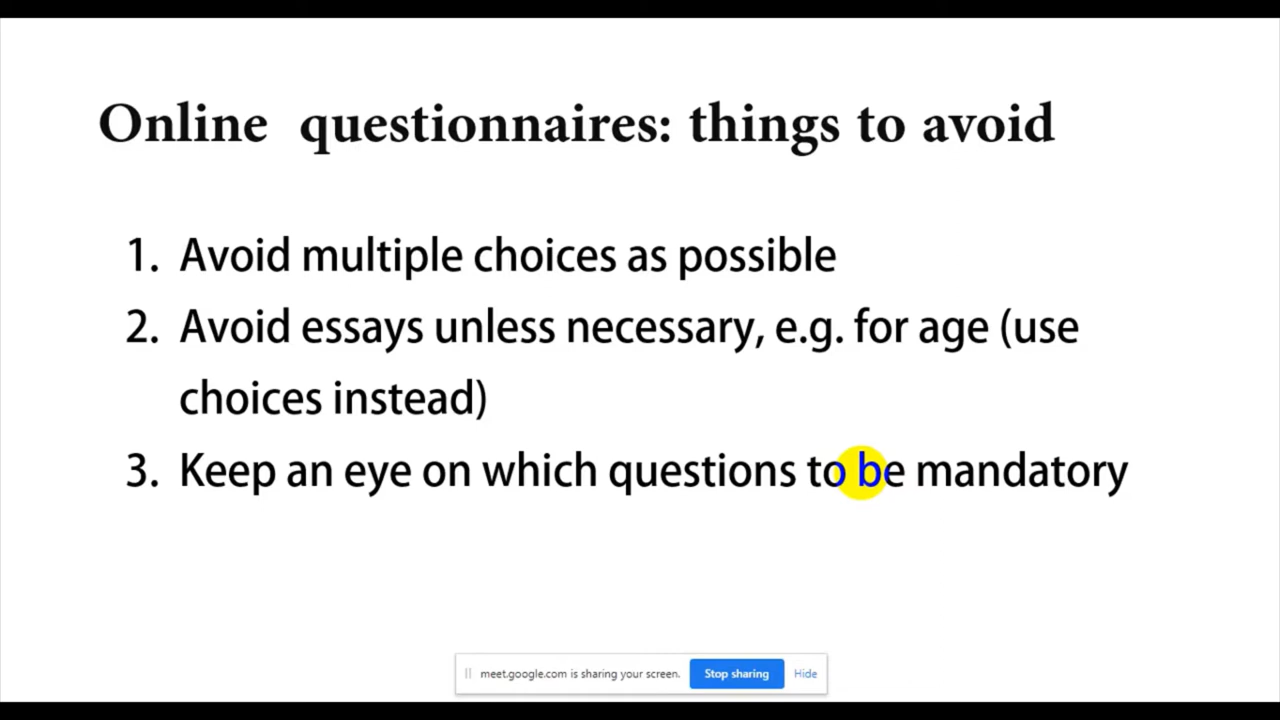 Online questionnaires: things to avoid
1. Avoid multiple choices as possible
2. Avoid essays unless necessary, e.g. for age (use
choices instead)
3. Keep an eye on which questions to be mandatory
meet.google.com is sharing your screen. Stop sharing Hide